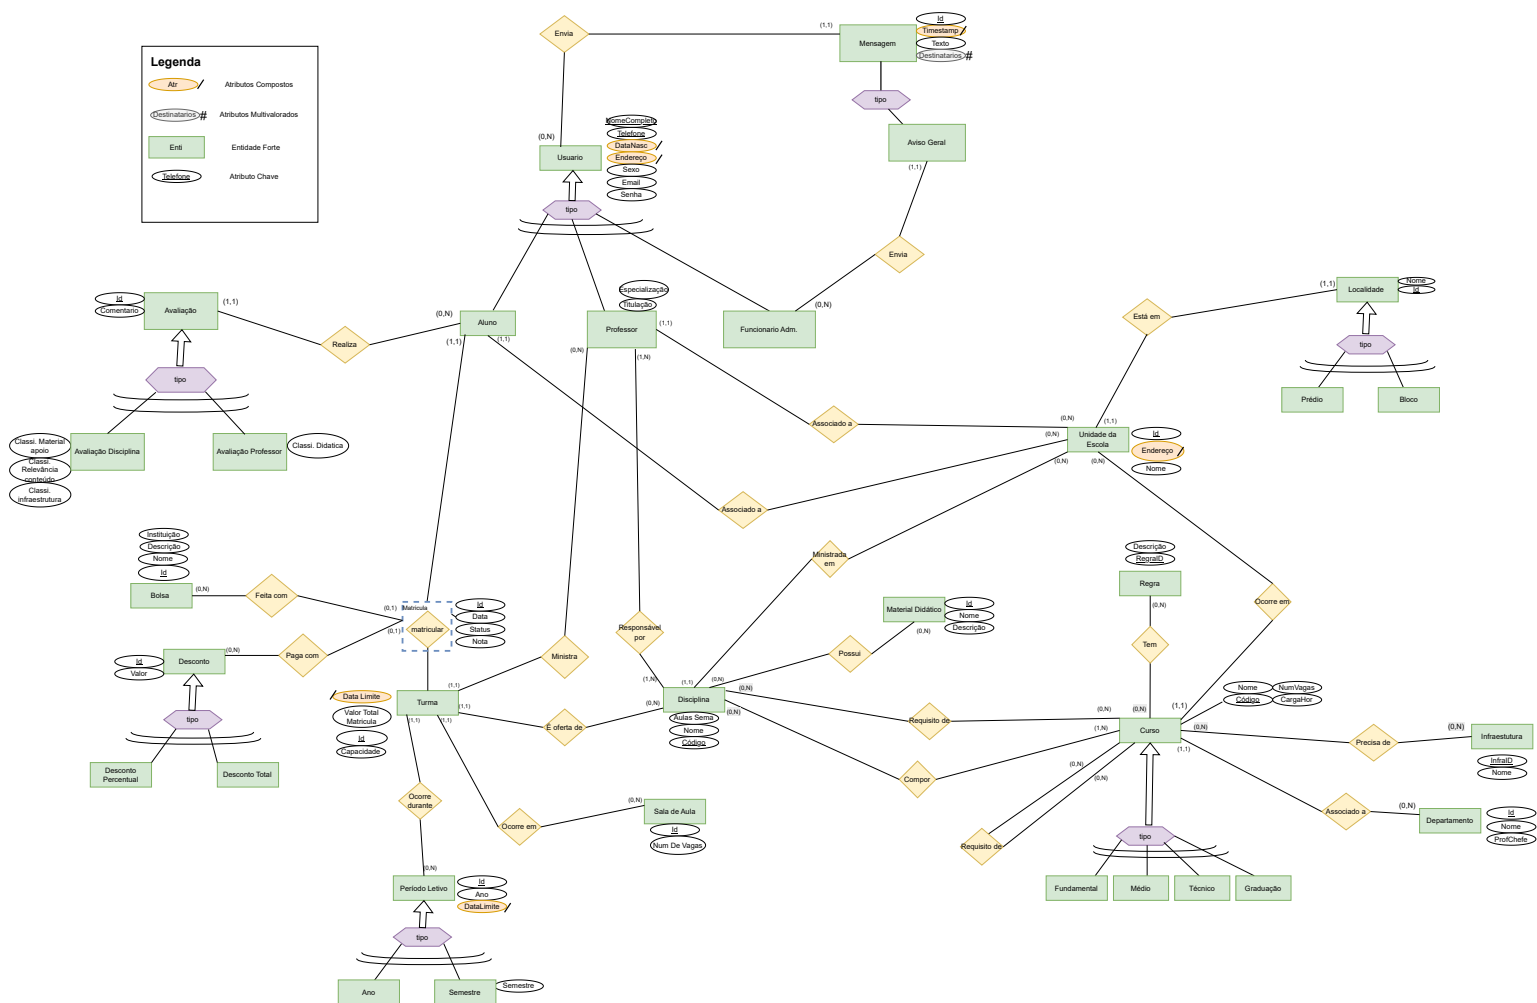 Legenda
Atr
Atributos Compostos
Destinatarios
#
Atributos Multivalorados
Enti
Entidade Forte
Telefone
Atributo Chave
Envia
(1,1)
Mensagem
Id
Timestamp
Texto
Destinatarios
#
tipo
Aviso Geral
(1,1)
(0,N)
Usuario
NomeCompleto
Telefone
DataNasc
Endereço
Sexo
Email
Senha
tipo
Envia
(0,N)
Funcionario Adm.
Id
Comentario
Avaliação
(1,1)
Realiza
(0,N)
Aluno
(1,1)
(1,1)
Especialização
Titulação
Professor
(1,1)
(0,N)
(1,N)
Está em
(1,1)
Localidade
Nome
Id
tipo
Prédio
Bloco
tipo
Classi. Material
apoio
Classi.
Relevância
conteúdo
Classi.
infraestrutura
Avaliação Disciplina
Avaliação Professor
Classi. Didatica
Associado a
(0,N)
(1,1)
(0,N)
Unidade da
Escola
(0,N)
(0,N)
Id
Endereço
Nome
Associado a
Ministrada
em
Instituição
Descrição
Nome
Id
Bolsa
(0,N)
Feita com
(0,1)
(0,1)
Matricula
matricular
Id
Data
Status
Nota
Id
Valor
Desconto
(0,N)
Paga com
tipo
Desconto
Percentual
Desconto Total
Ministra
Responsável
por
Possui
Material Didático
(0,N)
Id
Nome
Descrição
Descrição
RegraID
Regra
(0,N)
Tem
Ocorre em
Data Limite
Valor Total
Matricula
Id
Capacidade
Turma
(1,1)
(1,1)
(1,1)
(1,1)
É oferta de
(0,N)
(1,N)
(1,1)
(0,N)
(0,N)
(0,N)
Disciplina
Aulas Sema
Nome
Código
Requisito de
(0,N)
(0,N)
(1,1)
(1,N)
Curso
(0,N)
(1,1)
Nome
NumVagas
Código
CargaHor
Compor
(0,N)
(0,N)
Requisito de
Precisa de
(0,N)
Infraestutura
InfraID
Nome
Associado a
(0,N)
Departamento
Id
Nome
ProfChefe
Ocorre
durante
Ocorre em
(0,N)
Sala de Aula
Id
Num De Vagas
tipo
Fundamental
Médio
Técnico
Graduação
(0,N)
Período Letivo
Id
Ano
DataLimite
tipo
Ano
Semestre
Semestre